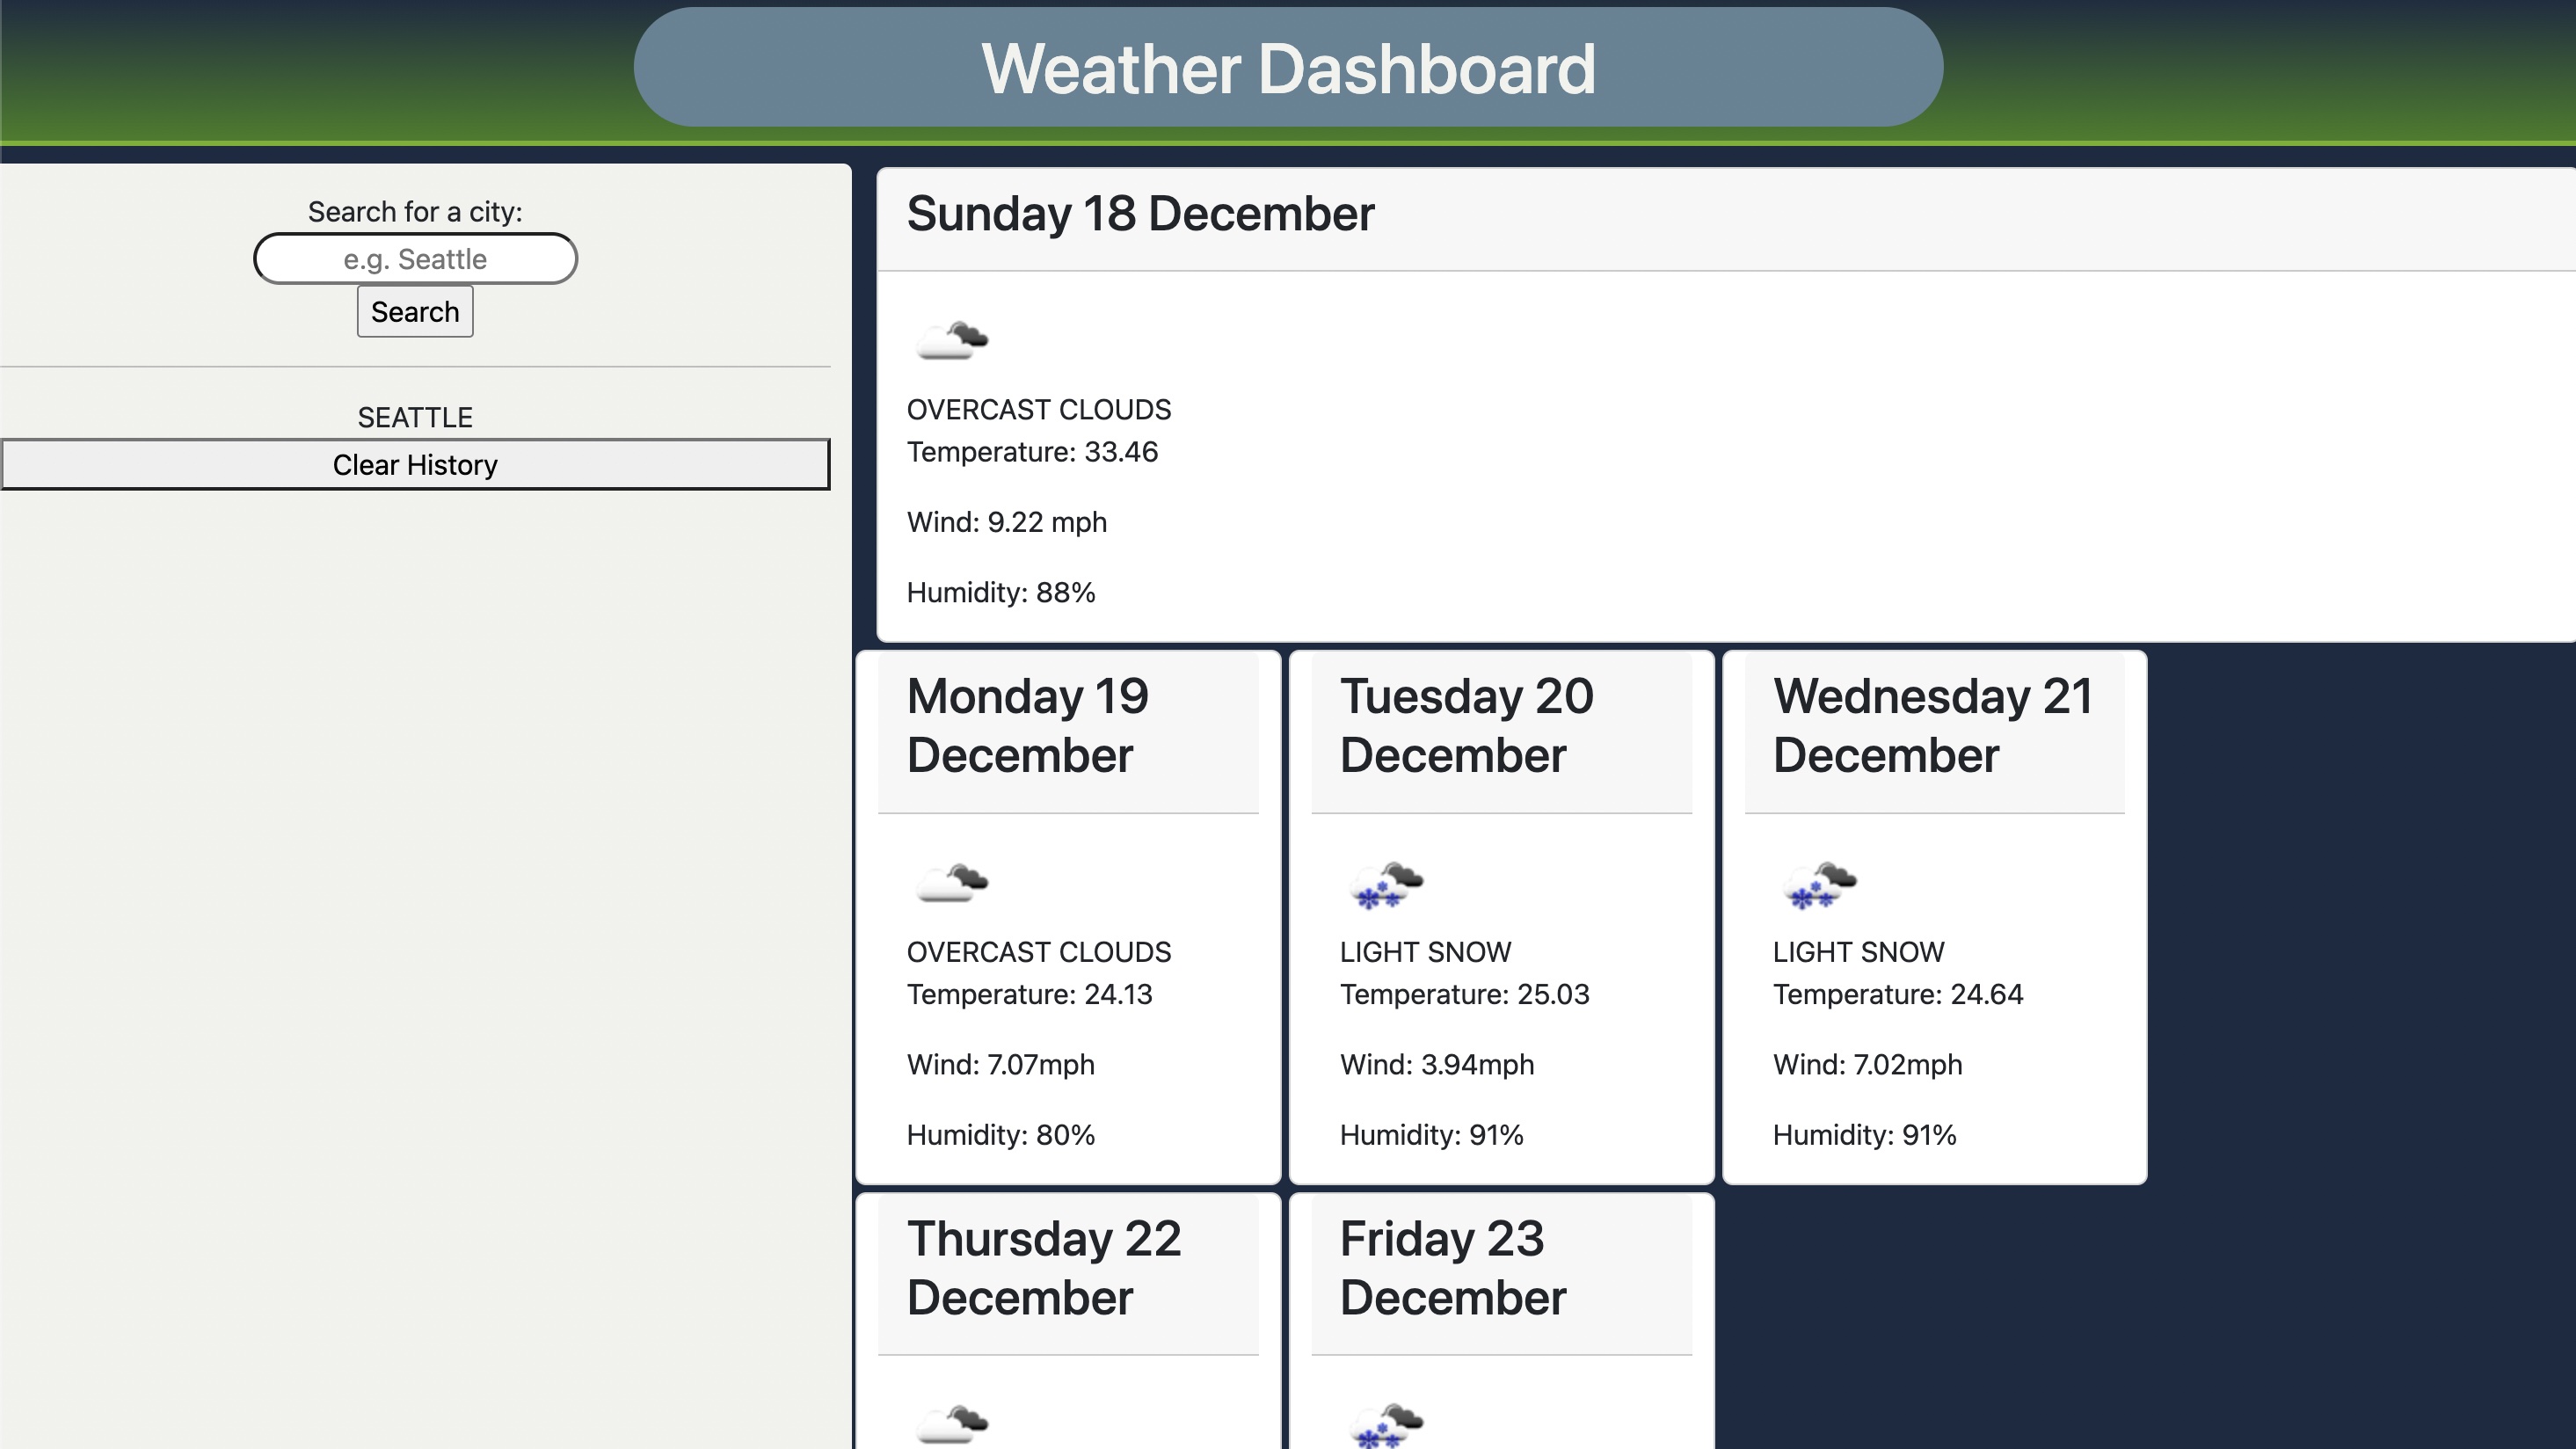 Weather Dashboard
Search for a city:
e.g. Seattle
Search
SEATTLE
Clear History
Sunday 18 December
OVERCAST CLOUDS
Temperature: 33.46
Wind: 9.22 mph
Humidity: 88%
Monday 19
December
OVERCAST CLOUDS
Temperature: 24.13
Wind: 7.07mph
Humidity: 80%
Tuesday 20
December
LIGHT SNOW
Temperature: 25.03
Wind: 3.94mph
Humidity: 91%
Wednesday 21
December
LIGHT SNOW
Temperature: 24.64
Wind: 7.02mph
Humidity: 91%
Thursday 22
December
Friday 23
December